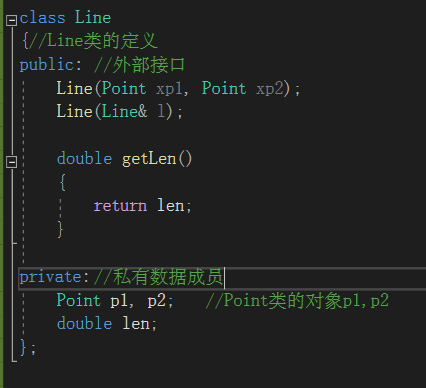 class Line
{//Line类的定义
public: //外部接口
    Line(Point xp1, Point xp2);
    Line(Line& l);

    double getLen()
    {
        return len;
    }

private://私有数据成员
    Point p1, p2;   //Point类的对象p1,p2
    double len;
};